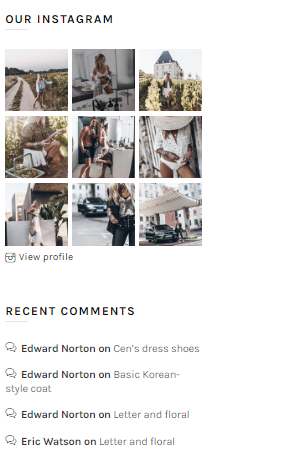 OUR INSTAGRAM
View profile
RECENT COMMENTS
Edward Norton on Cen's dress shoes
Edward Norton on Basic Korean-
style coat
Edward Norton on Letter and floral
Eric Watson on Letter and floral